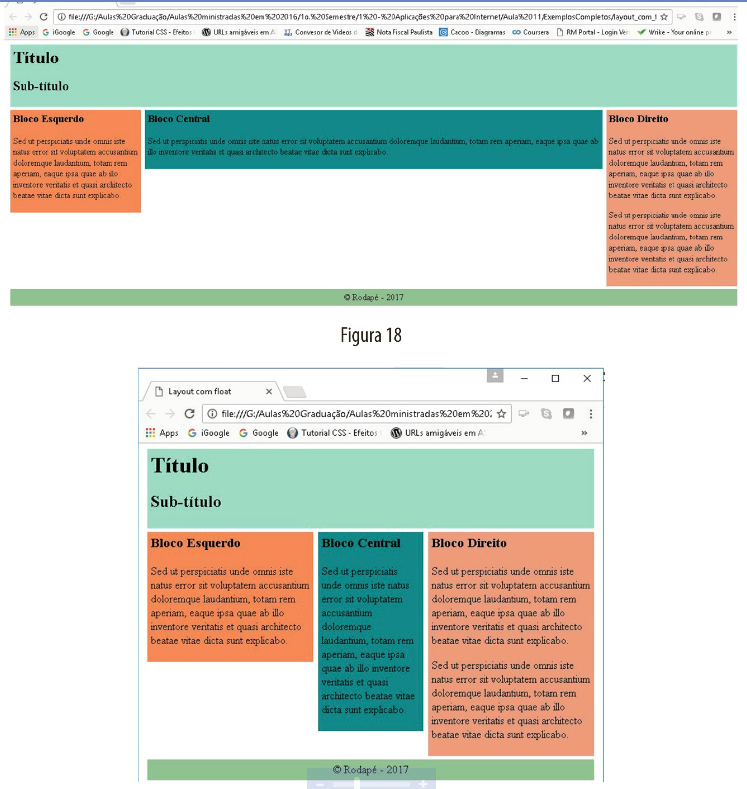 file:///G:/Aulas%20Graduação/Aulas%20ministradas%20em%202016/1o.%20Semestre/1%20-%20Aplicações%20para%20Internet/Aula%2011/ExemplosCompletos/layout_com_f
Apps iGoogle Google Tutorial CSS - Efeitos URLs amigáveis em A Convesor de Videos d Nota Fiscal Paulista Cacoo - Diagramas Coursera RM Portal - Login Ver Wrike - Your online p »
Título
Sub-título
Bloco Esquerdo
Sed ut perspiciatis unde omnis iste
natus error sit voluptatem accusantium
doloremque laudantium, totam rem
aperiam, eaque ipsa quae ab illo
inventore veritatis et quasi architecto
beatae vitae dicta sunt explicabo.
Bloco Central
Sed ut perspiciatis unde omnis iste natus error sit voluptatem accusantium doloremque laudantium, totam rem aperiam, eaque ipsa quae ab
illo inventore veritatis et quasi architecto beatae vitae dicta sunt explicabo.
Bloco Direito
Sed ut perspiciatis unde omnis iste
natus error sit voluptatem accusantium
doloremque laudantium, totam rem
aperiam, eaque ipsa quae ab illo
inventore veritatis et quasi architecto
beatae vitae dicta sunt explicabo.
Sed ut perspiciatis unde omnis iste
natus error sit voluptatem accusantium
doloremque laudantium, totam rem
aperiam, eaque ipsa quae ab illo
inventore veritatis et quasi architecto
beatae vitae dicta sunt explicabo.
© Rodapé - 2017
Figura 18
Layout com float
file:///G:/Aulas%20Graduação/Aulas%20ministradas%20em%202
Apps iGoogle Google Tutorial CSS - Efeitos URLs amigáveis em A »
Título
Sub-título
Bloco Esquerdo
Sed ut perspiciatis unde omnis iste
natus error sit voluptatem accusantium
doloremque laudantium, totam rem
aperiam, eaque ipsa quae ab illo
inventore veritatis et quasi architecto
beatae vitae dicta sunt explicabo.
Bloco Central
Sed ut perspiciatis
unde omnis iste natus
error sit voluptatem
accusantium
doloremque
laudantium, totam rem
aperiam, eaque ipsa
quae ab illo inventore
veritatis et quasi
architecto beatae vitae
dicta sunt explicabo.
Bloco Direito
Sed ut perspiciatis unde omnis iste
natus error sit voluptatem accusantium
doloremque laudantium, totam rem
aperiam, eaque ipsa quae ab illo
inventore veritatis et quasi architecto
beatae vitae dicta sunt explicabo.
Sed ut perspiciatis unde omnis iste
natus error sit voluptatem accusantium
doloremque laudantium, totam rem
aperiam, eaque ipsa quae ab illo
inventore veritatis et quasi architecto
beatae vitae dicta sunt explicabo.
© Rodapé - 2017